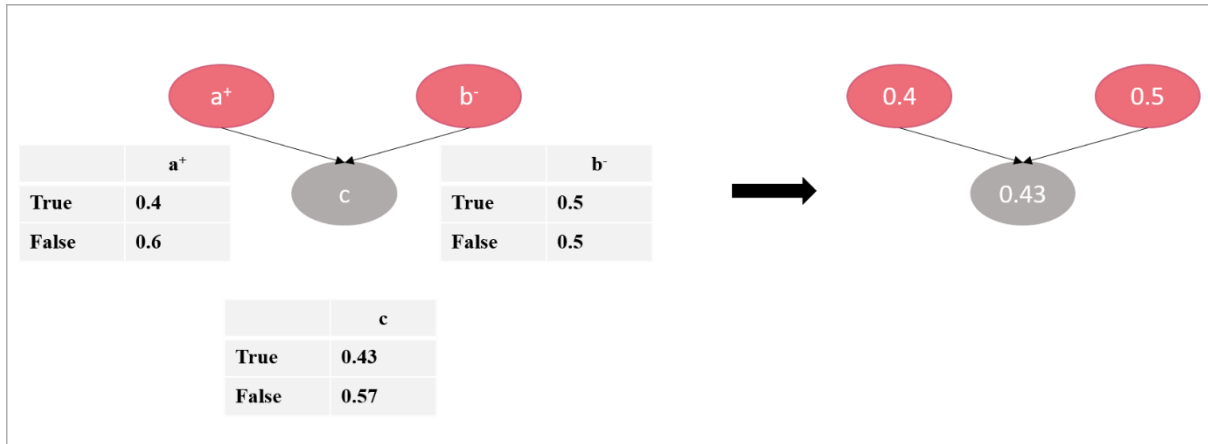 a⁺ b⁻ 0.4 0.5
a⁺ b⁻
c 0.43
True 0.4 True 0.5
False 0.6 False 0.5
c
True 0.43
False 0.57